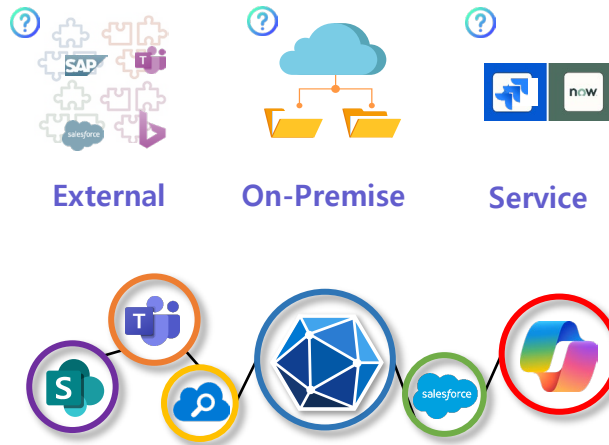 ? ? ?
SAP T
salesforce
now
External On-Premise Service
T
S
salesforce